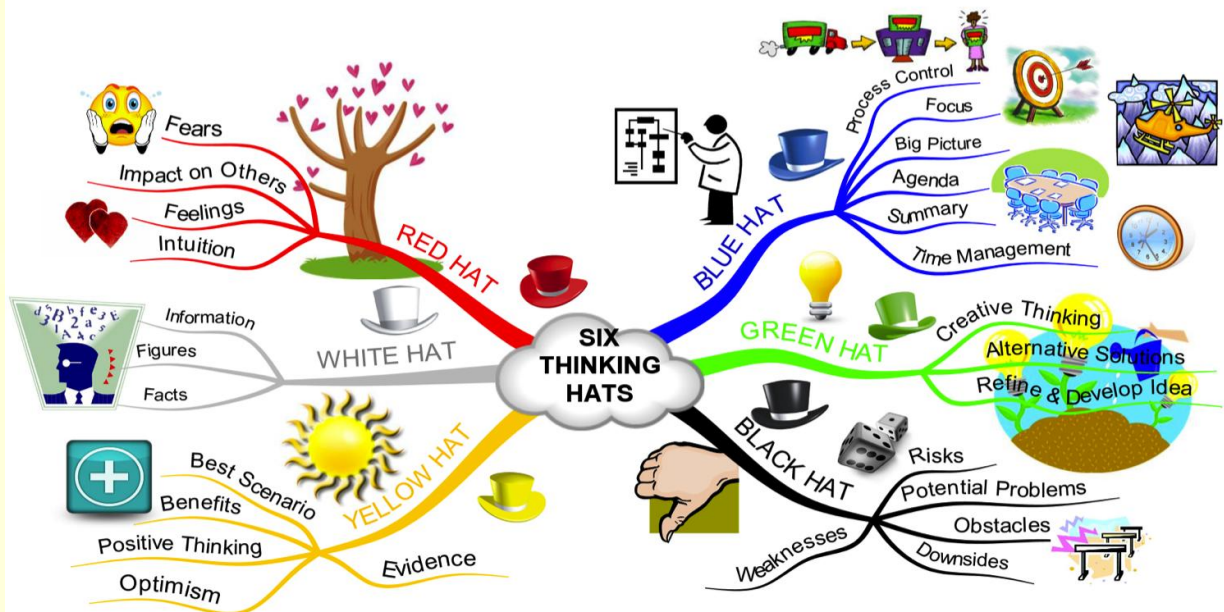 SIX
THINKING
HATS
RED HAT
Fears
Impact on Others
Feelings
Intuition
WHITE HAT
Information
Figures
Facts
YELLOW HAT
Best Scenario
Benefits
Positive Thinking
Optimism
Evidence
BLUE HAT
Process Control
Focus
Big Picture
Agenda
Summary
Time Management
GREEN HAT
Creative Thinking
Alternative Solutions
Refine & Develop Idea
BLACK HAT
Risks
Potential Problems
Obstacles
Downsides
Weaknesses